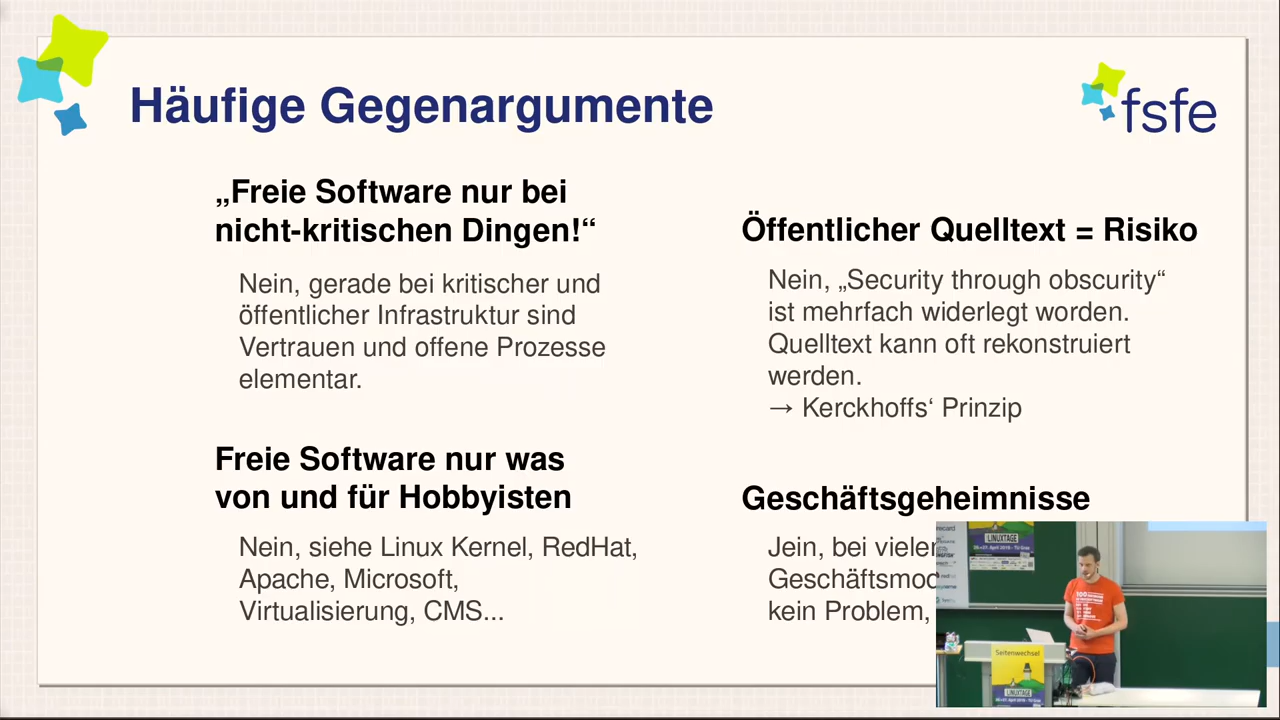 Häufige Gegenargumente
fsfe
„Freie Software nur bei
nicht-kritischen Dingen!“
Nein, gerade bei kritischer und
öffentlicher Infrastruktur sind
Vertrauen und offene Prozesse
elementar.
Öffentlicher Quelltext = Risiko
Nein, „Security through obscurity“
ist mehrfach widerlegt worden.
Quelltext kann oft rekonstruiert
werden.
→ Kerckhoffs‘ Prinzip
Freie Software nur was
von und für Hobbyisten
Nein, siehe Linux Kernel, RedHat,
Apache, Microsoft,
Virtualisierung, CMS...
Geschäftsgeheimnisse
Jein, bei vielen
Geschäftsmod
kein Problem,
LINUXTAGE
Seitenwechsel
LINUXTAGE